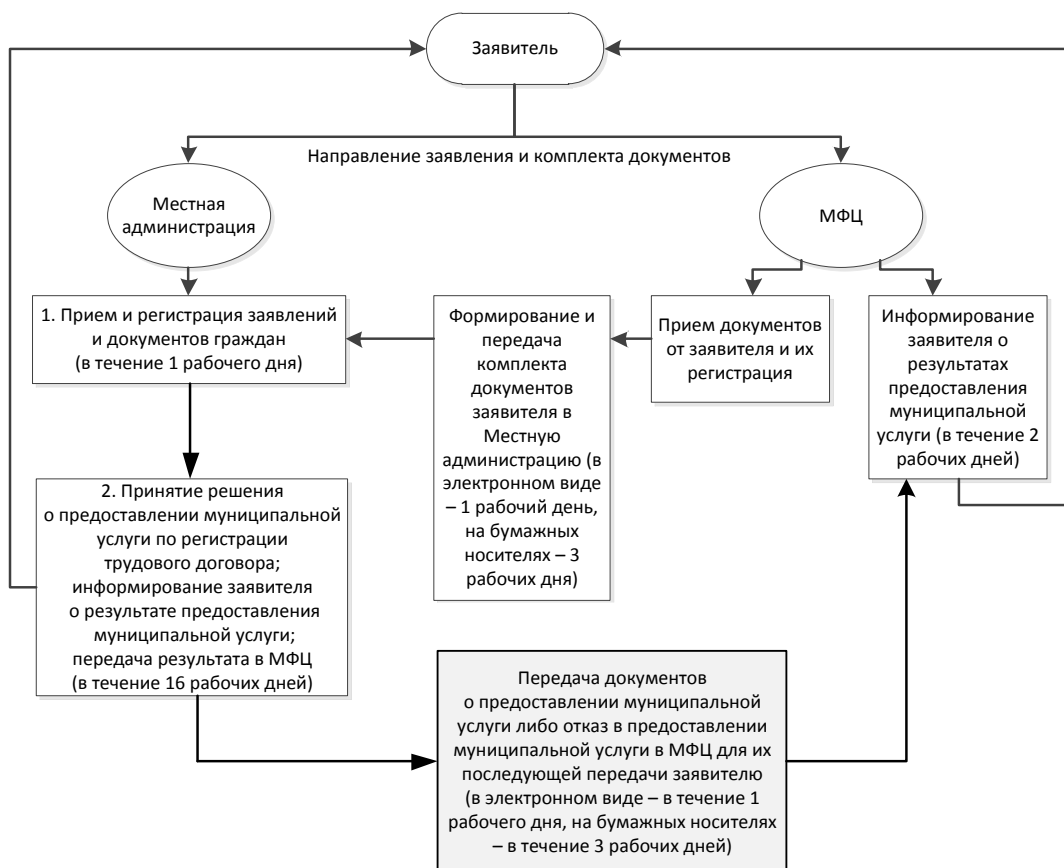 Заявитель
Направление заявления и комплекта документов
Местная
администрация
МФЦ
1. Прием и регистрация заявлений
и документов граждан
(в течение 1 рабочего дня)
Формирование и
передача
комплекта
документов
заявителя в
Местную
администрацию (в
электронном виде
– 1 рабочий день,
на бумажных
носителях – 3
рабочих дня)
Прием документов
от заявителя и их
регистрация
Информирование
заявителя о
результатах
предоставления
муниципальной
услуги (в течение 2
рабочих дней)
2. Принятие решения
о предоставлении муниципальной
услуги по регистрации
трудового договора;
информирование заявителя
о результате предоставления
муниципальной услуги;
передача результата в МФЦ
(в течение 16 рабочих дней)
Передача документов
о предоставлении муниципальной
услуги либо отказ в предоставлении
муниципальной услуги в МФЦ для их
последующей передачи заявителю
(в электронном виде – в течение 1
рабочего дня, на бумажных носителях
– в течение 3 рабочих дней)